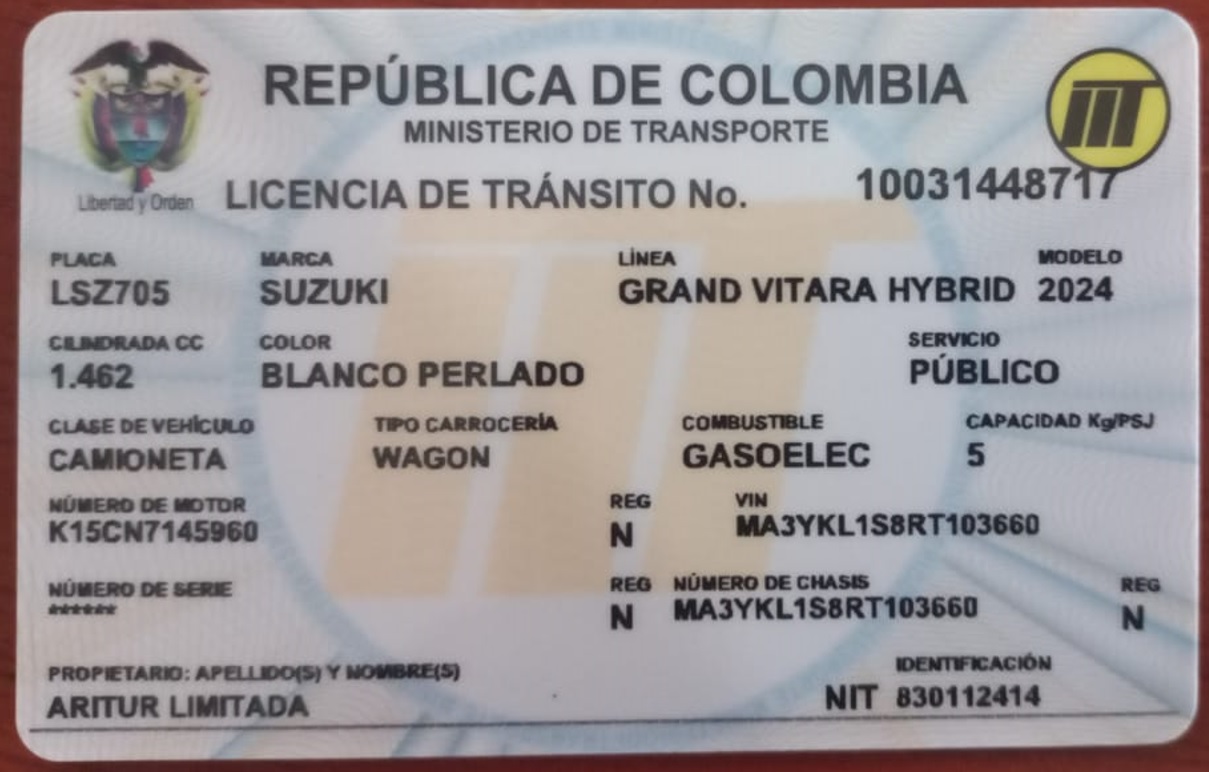 REPÚBLICA DE COLOMBIA
MINISTERIO DE TRANSPORTE
Libertad y Orden
LICENCIA DE TRÁNSITO No. 10031448717
PLACA MARCA LÍNEA MODELO
LSZ705 SUZUKI GRAND VITARA HYBRID 2024
CILINDRADA CC COLOR SERVICIO
1.462 BLANCO PERLADO PÚBLICO
CLASE DE VEHÍCULO TIPO CARROCERÍA COMBUSTIBLE CAPACIDAD Kg/PSJ
CAMIONETA WAGON GASOELEC 5
NÚMERO DE MOTOR REG VIN
K15CN7145960 N MA3YKL1S8RT103660
NÚMERO DE SERIE REG NÚMERO DE CHASIS REG
****** N MA3YKL1S8RT103660 N
PROPIETARIO: APELLIDO(S) Y NOMBRE(S) IDENTIFICACIÓN
ARITUR LIMITADA NIT 830112414